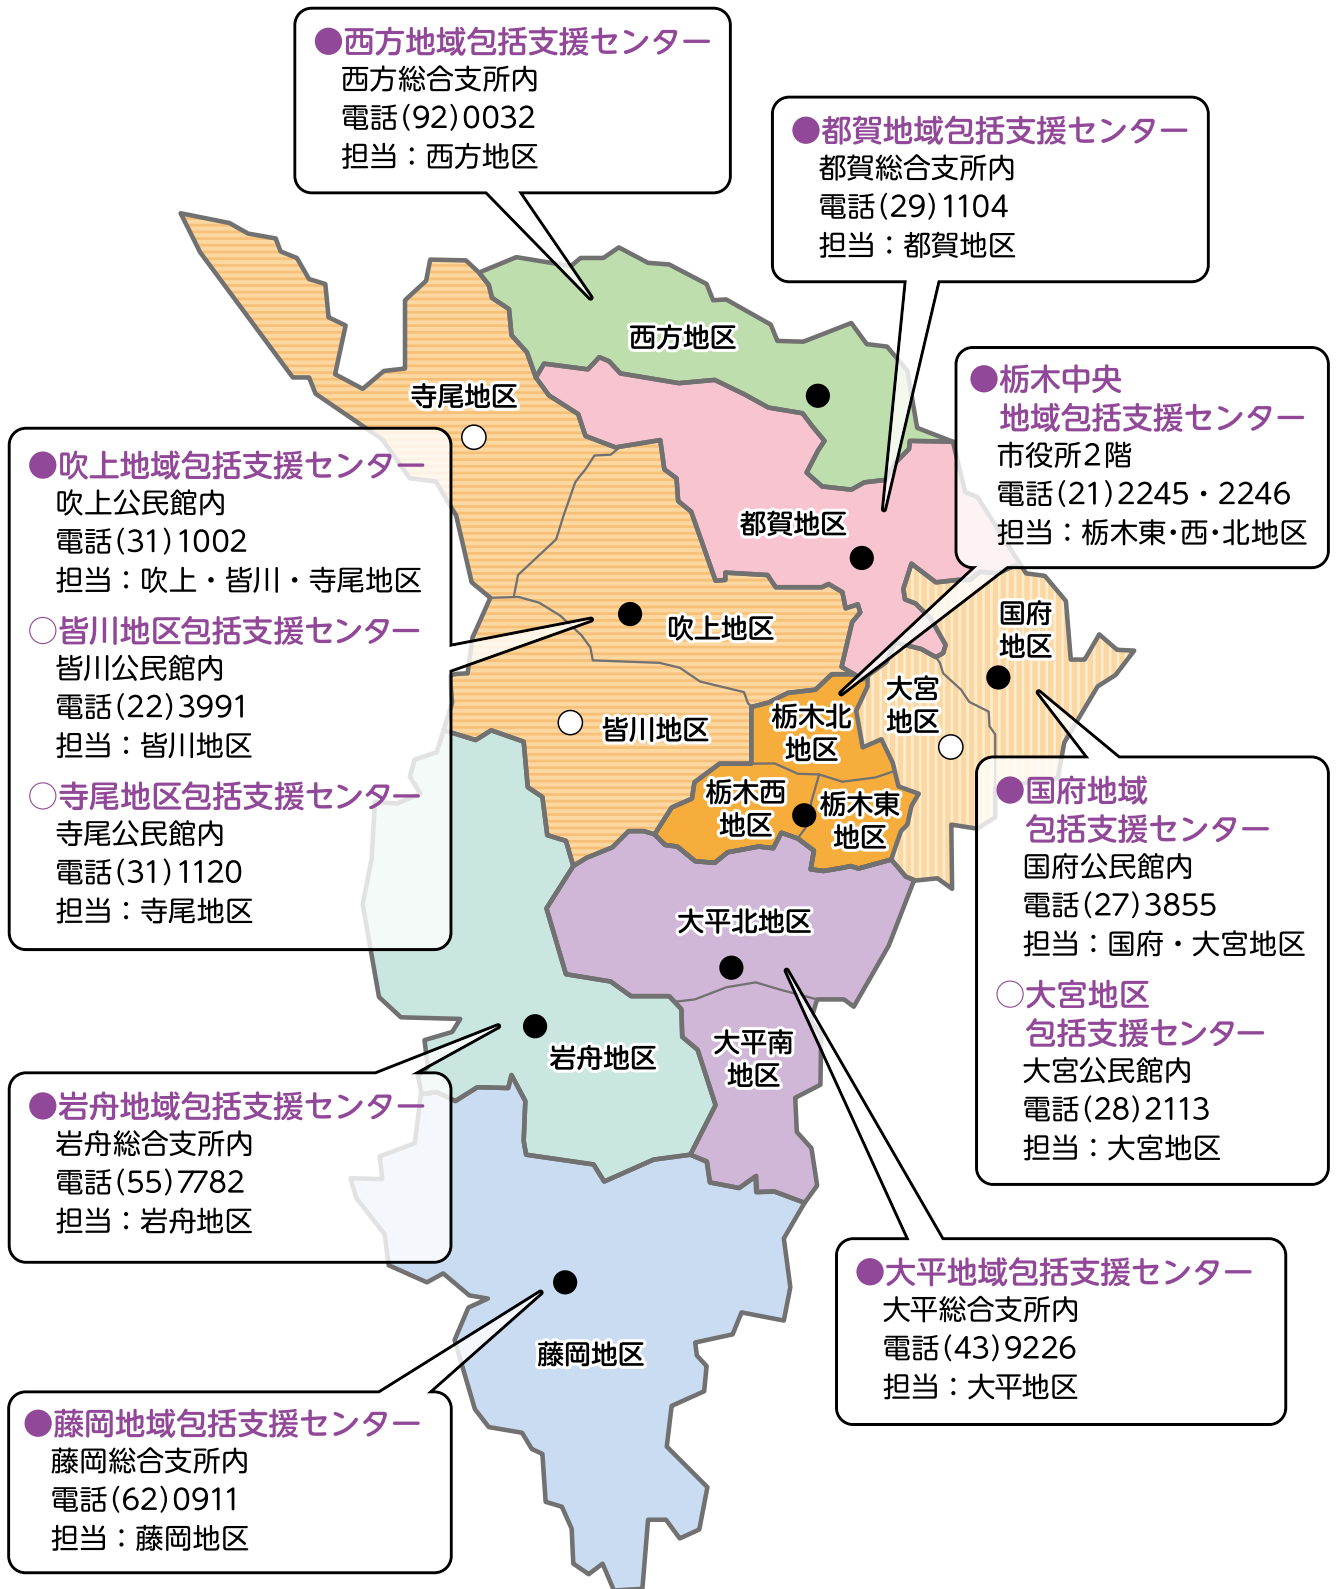 ●西方地域包括支援センター
西方総合支所内
電話(92)0032
担当：西方地区
●都賀地域包括支援センター
都賀総合支所内
電話(29)1104
担当：都賀地区
●栃木中央
地域包括支援センター
市役所2階
電話(21)2245・2246
担当：栃木東･西･北地区
●吹上地域包括支援センター
吹上公民館内
電話(31)1002
担当：吹上・皆川・寺尾地区
○皆川地区包括支援センター
皆川公民館内
電話(22)3991
担当：皆川地区
○寺尾地区包括支援センター
寺尾公民館内
電話(31)1120
担当：寺尾地区
●国府地域
包括支援センター
国府公民館内
電話(27)3855
担当：国府・大宮地区
○大宮地区
包括支援センター
大宮公民館内
電話(28)2113
担当：大宮地区
●岩舟地域包括支援センター
岩舟総合支所内
電話(55)7782
担当：岩舟地区
●大平地域包括支援センター
大平総合支所内
電話(43)9226
担当：大平地区
●藤岡地域包括支援センター
藤岡総合支所内
電話(62)0911
担当：藤岡地区
西方地区
寺尾地区
都賀地区
吹上地区
国府
地区
大宮
地区
皆川地区
栃木北
地区
栃木西
地区
栃木東
地区
大平北地区
大平南
地区
岩舟地区
藤岡地区